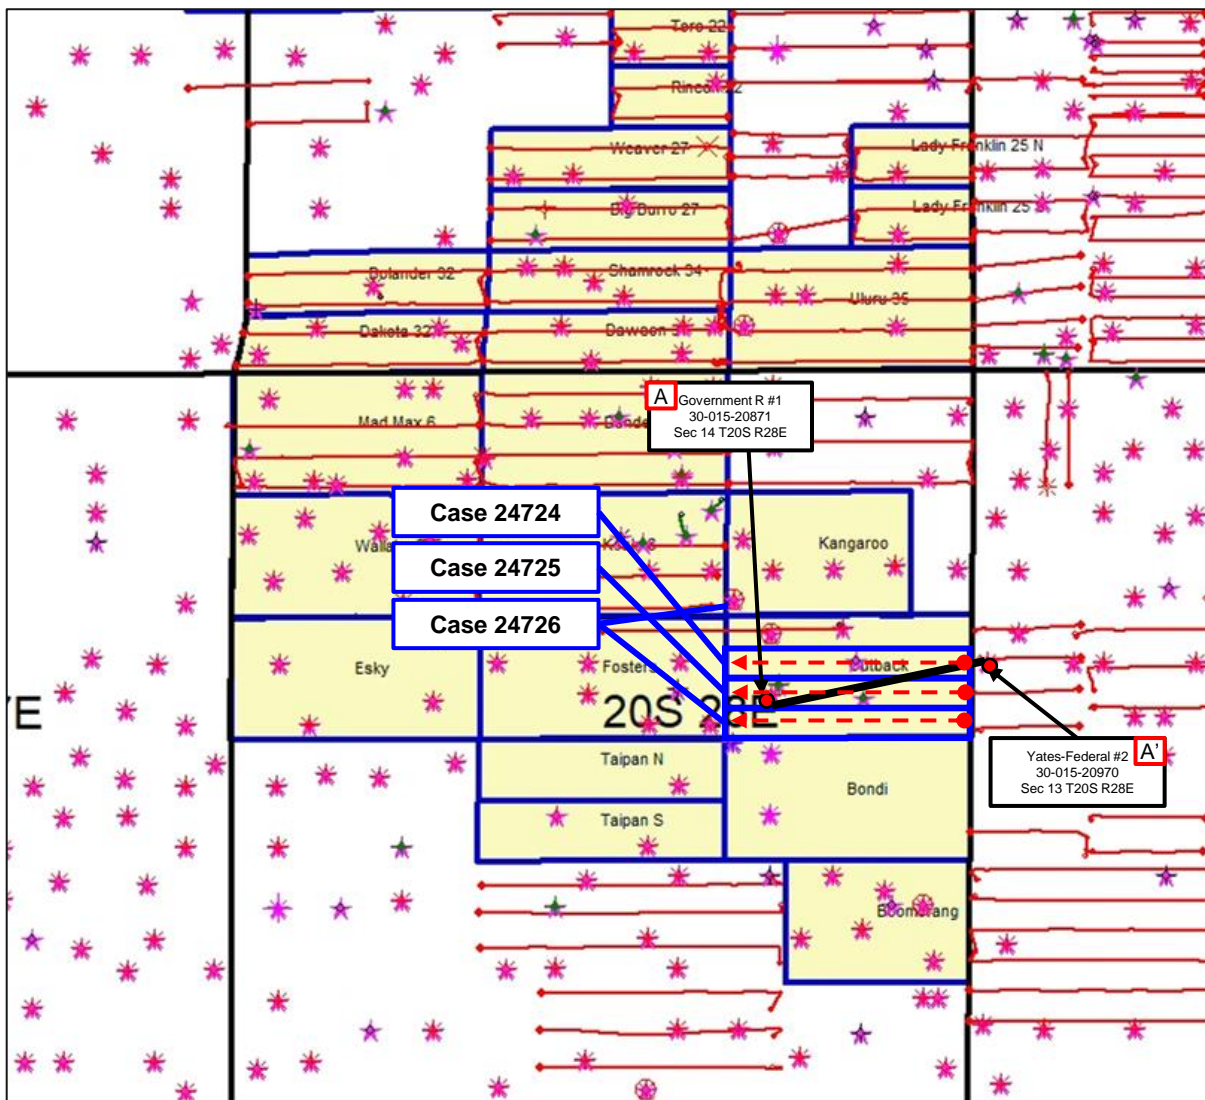 Toro 22
Rincon 22
Weaver 27
Lady Franklin 25 N
Big Burro 27
Lady Franklin 25
Bolander 32
Shamrock 34
Uluru 35
Dakota 32
Dawson
Mad Max 6
A
Government R #1
30-015-20871
Sec 14 T20S R28E
Case 24724
Case 24725
Case 24726
Kangaroo
Esky
Fosters
Outback
20S 28E
Taipan N
Taipan S
Bondi
Yates-Federal #2
30-015-20970
Sec 13 T20S R28E
A'
Boomerang